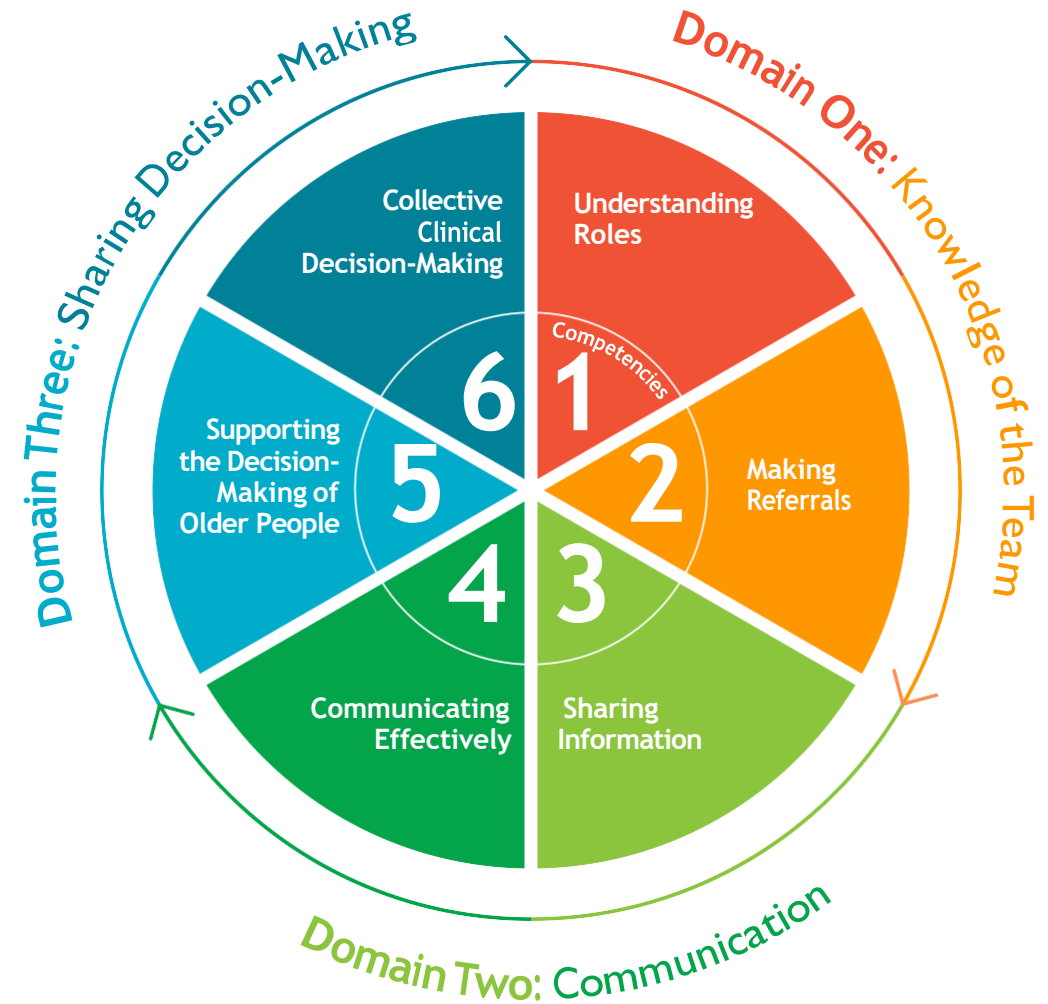 Domain One: Knowledge of the Team
Understanding
Roles
Competencies
1
2
Making
Referrals
3
Sharing
Information
Domain Two: Communication
4
Communicating
Effectively
5
Supporting
the Decision-
Making of
Older People
Domain Three: Sharing Decision-Making
6
Collective
Clinical
Decision-Making